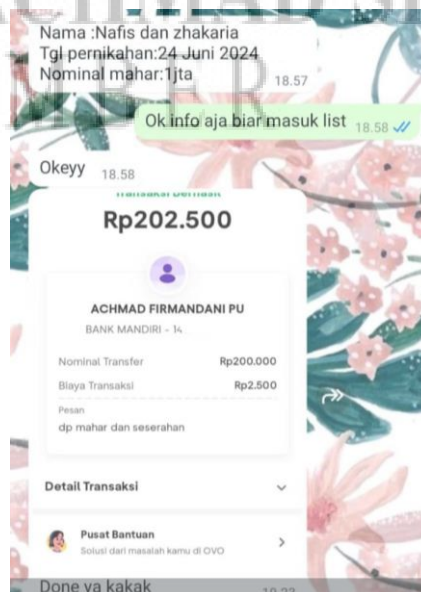 Nama :Nafis dan zhakaria
Tgl pernikahan:24 Juni 2024
Nominal mahar:1jta
18.57
Ok info aja biar masuk list 18.58
Okeyy 18.58
Transaksi Berhasil
Rp202.500
ACHMAD FIRMANDANI PU
BANK MANDIRI - 14
Nominal Transfer Rp200.000
Biaya Transaksi Rp2.500
Pesan
dp mahar dan seserahan
Detail Transaksi
Pusat Bantuan
Solusi dari masalah kamu di OVO
Done ya kakak